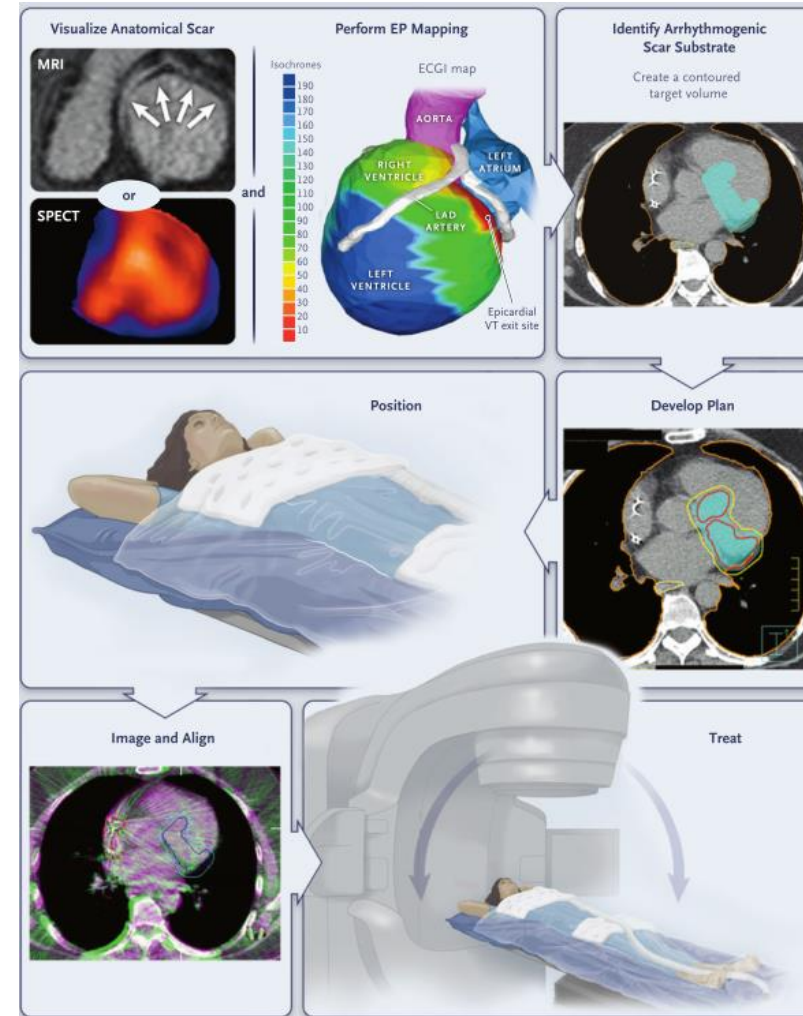 Visualize Anatomical Scar
MRI
or
SPECT
and
Perform EP Mapping
Isochrones
190
180
170
160
150
140
130
120
110
100
90
80
70
60
50
40
30
20
10
ECGI map
AORTA
LEFT
ATRIUM
RIGHT
VENTRICLE
LAD
ARTERY
LEFT
VENTRICLE
Epicardial
VT exit site
Identify Arrhythmogenic
Scar Substrate
Create a contoured
target volume
Develop Plan
Position
Image and Align
Treat